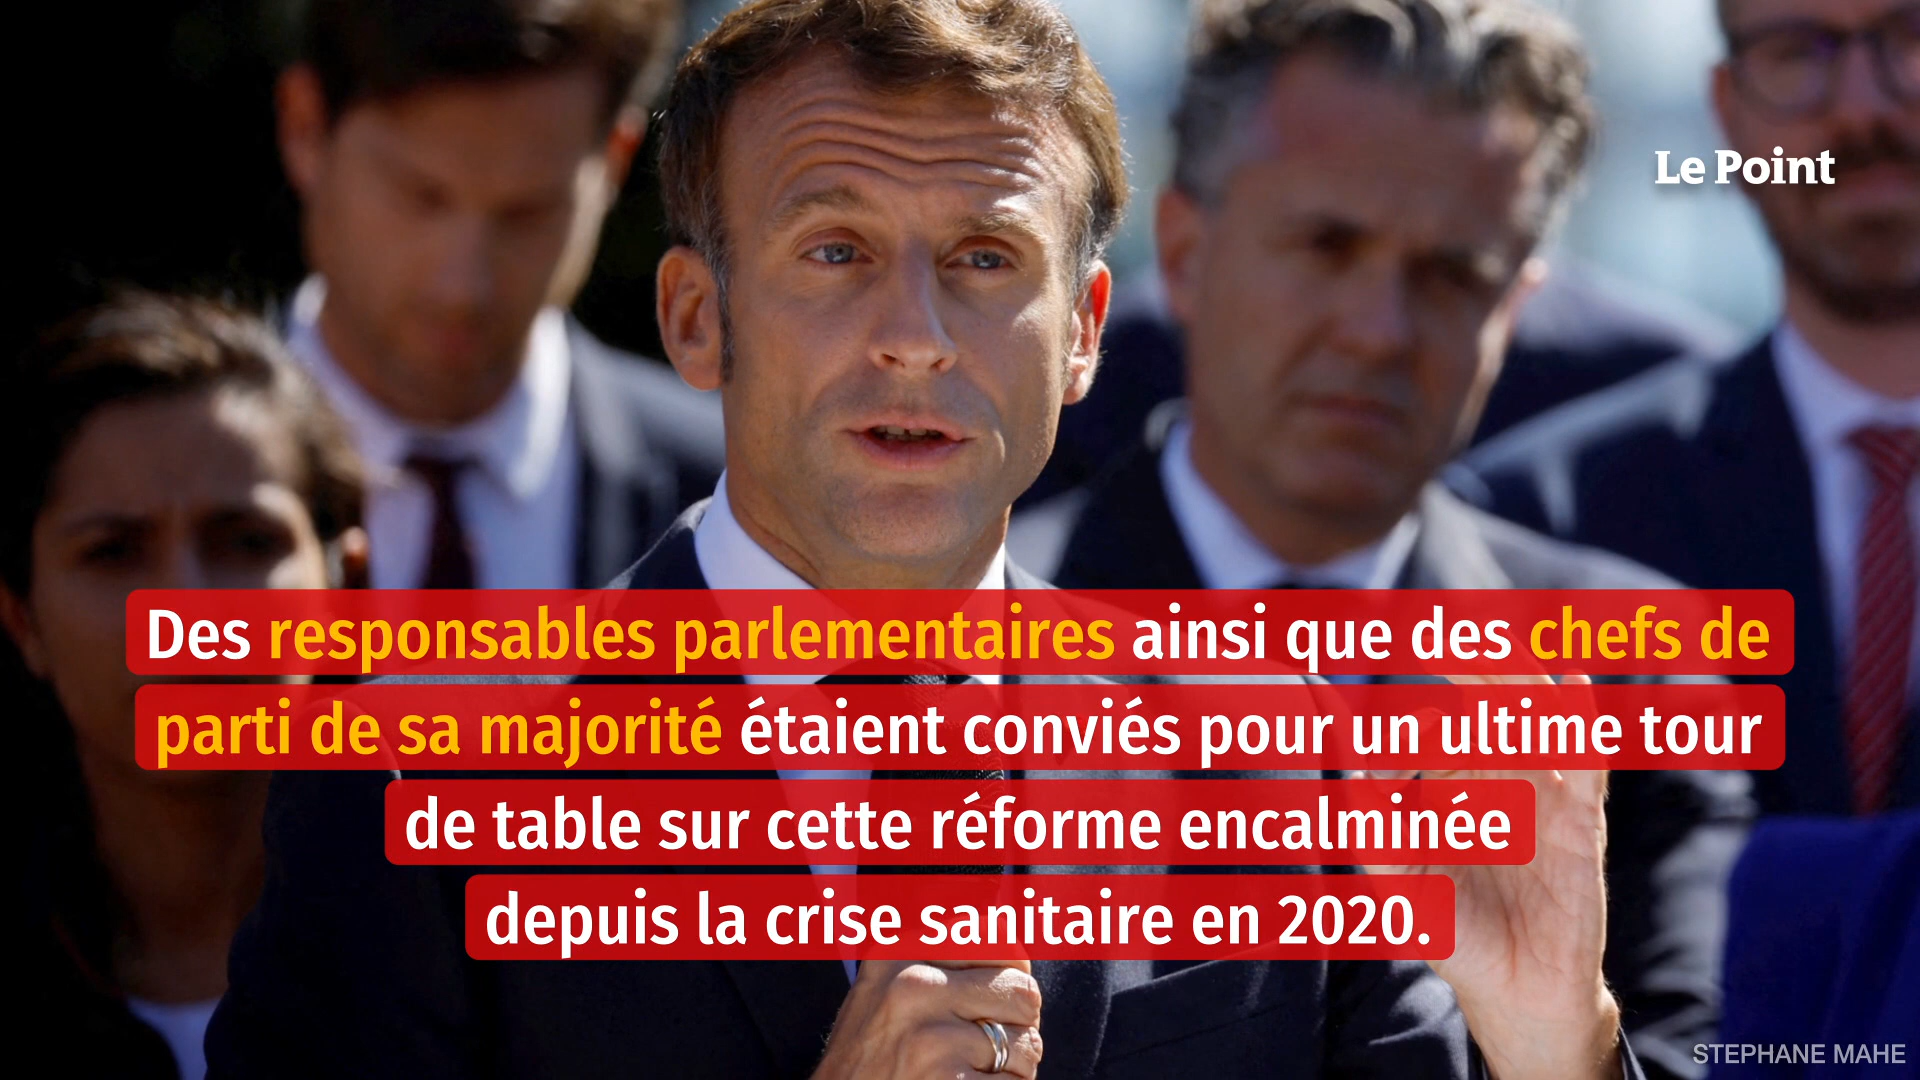 Le Point
Des responsables parlementaires ainsi que des chefs de
parti de sa majorité étaient conviés pour un ultime tour
de table sur cette réforme encalminée
depuis la crise sanitaire en 2020.
STEPHANE MAHE